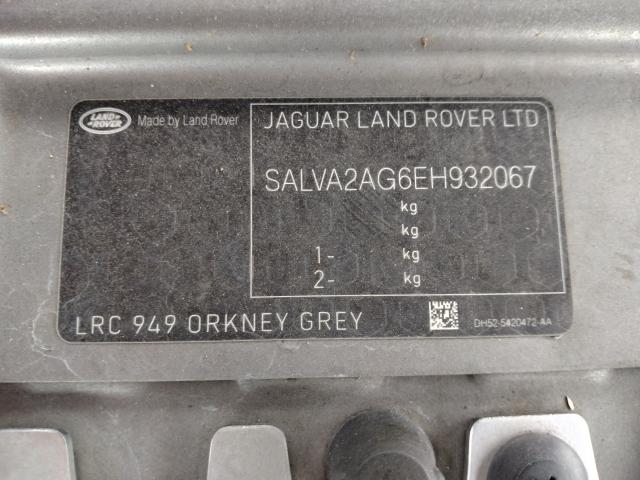 LAND ROVER Made by Land Rover
JAGUAR LAND ROVER LTD
SALVA2AG6EH932067
kg
kg
1- kg
2- kg
LRC 949 ORKNEY GREY
DH52-5420472-AA